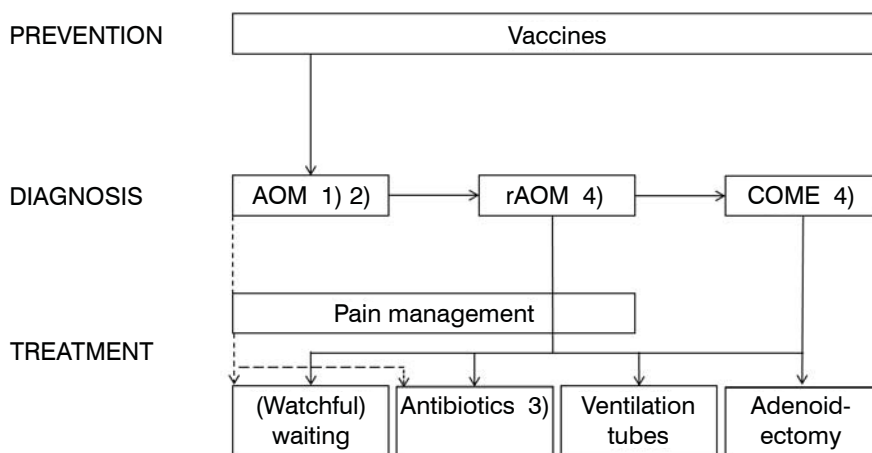 PREVENTION
Vaccines
DIAGNOSIS
AOM 1) 2)
rAOM 4)
COME 4)
Pain management
TREATMENT
(Watchful)
waiting
Antibiotics 3)
Ventilation
tubes
Adenoid-
ectomy